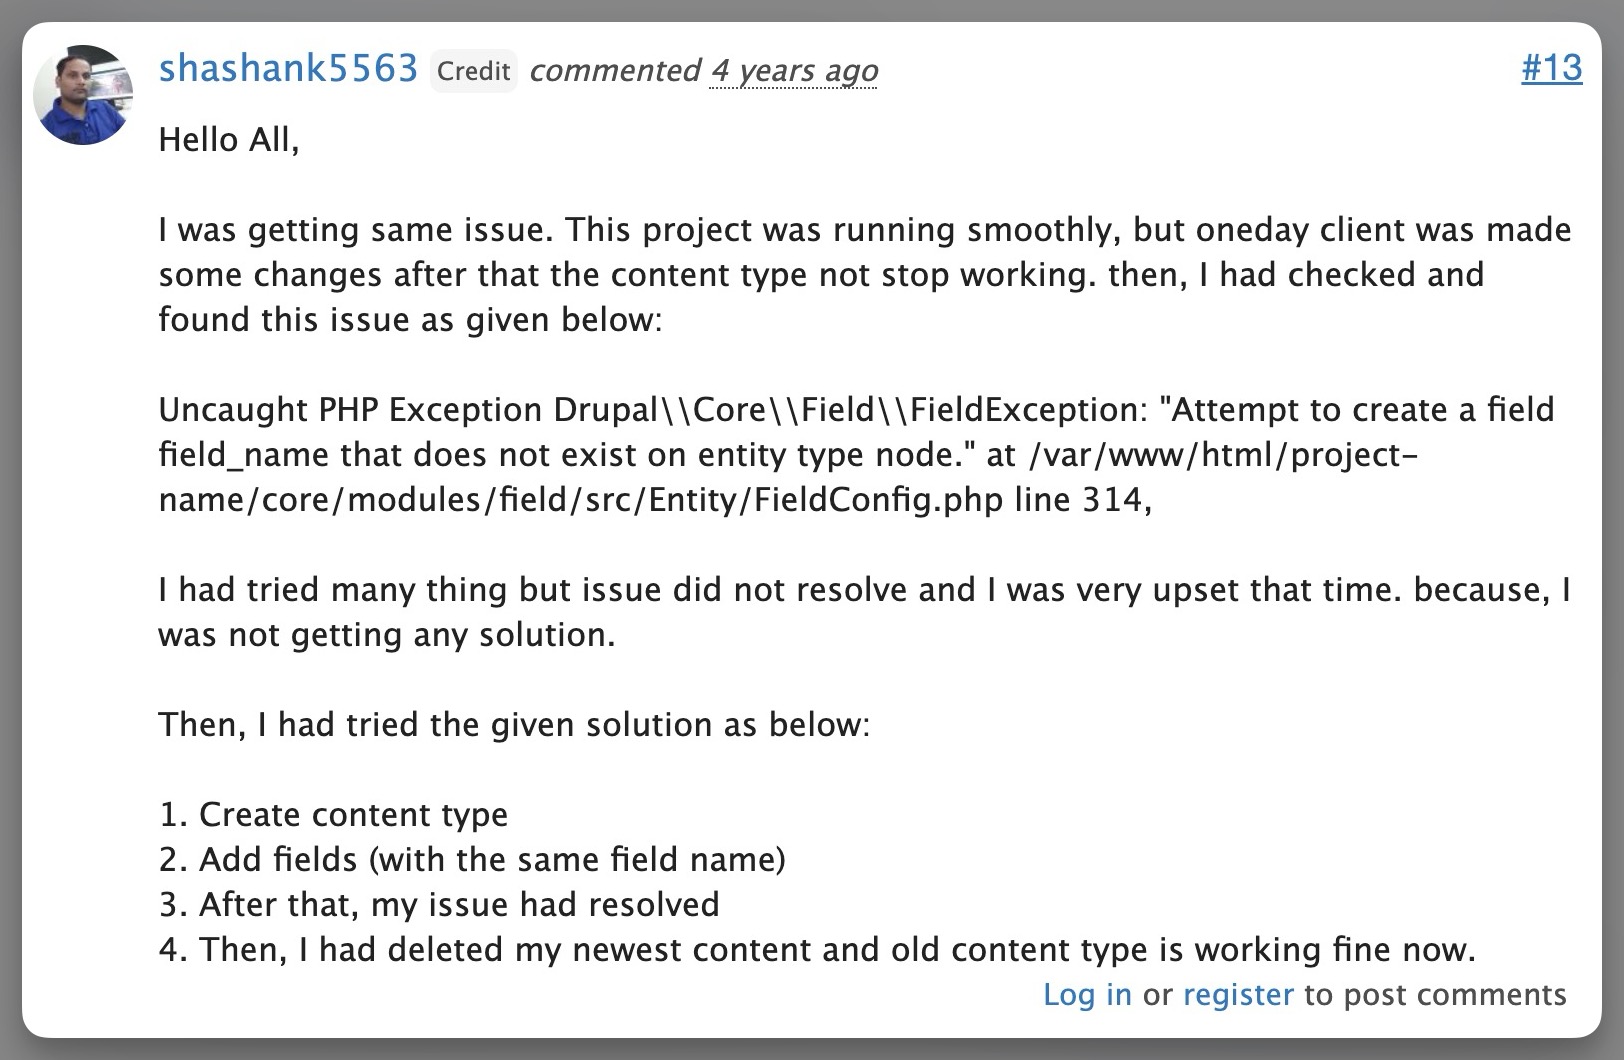 shashank5563 Credit commented 4 years ago #13
Hello All,
I was getting same issue. This project was running smoothly, but oneday client was made
some changes after that the content type not stop working. then, I had checked and
found this issue as given below:
Uncaught PHP Exception Drupal\\Core\\Field\\FieldException: "Attempt to create a field
field_name that does not exist on entity type node." at /var/www/html/project-
name/core/modules/field/src/Entity/FieldConfig.php line 314,
I had tried many thing but issue did not resolve and I was very upset that time. because, I
was not getting any solution.
Then, I had tried the given solution as below:
1. Create content type
2. Add fields (with the same field name)
3. After that, my issue had resolved
4. Then, I had deleted my newest content and old content type is working fine now.
Log in or register to post comments